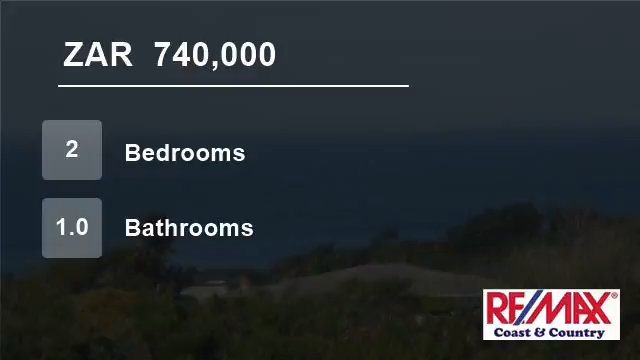 ZAR 740,000
2
Bedrooms
1.0
Bathrooms
RE/MAX®
Coast & Country